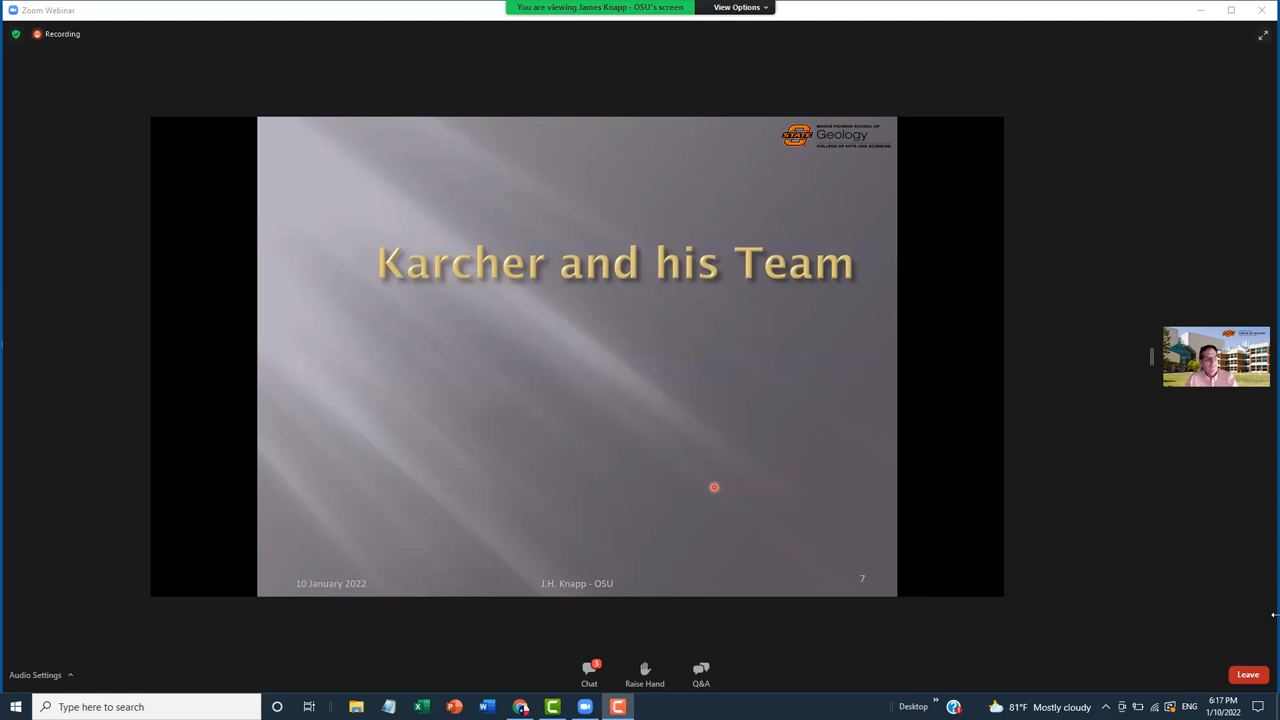 Zoom Webinar
You are viewing James Knapp - OSU's screen
View Options
Recording
STATE
BOONE PICKENS SCHOOL OF
Geology
COLLEGE OF ARTS AND SCIENCES
Karcher and his Team
10 January 2022
J.H. Knapp - OSU
7
Audio Settings
3
Chat
Raise Hand
Q&A
Leave
Type here to search
Desktop
81°F Mostly cloudy
ENG
6:17 PM
1/10/2022